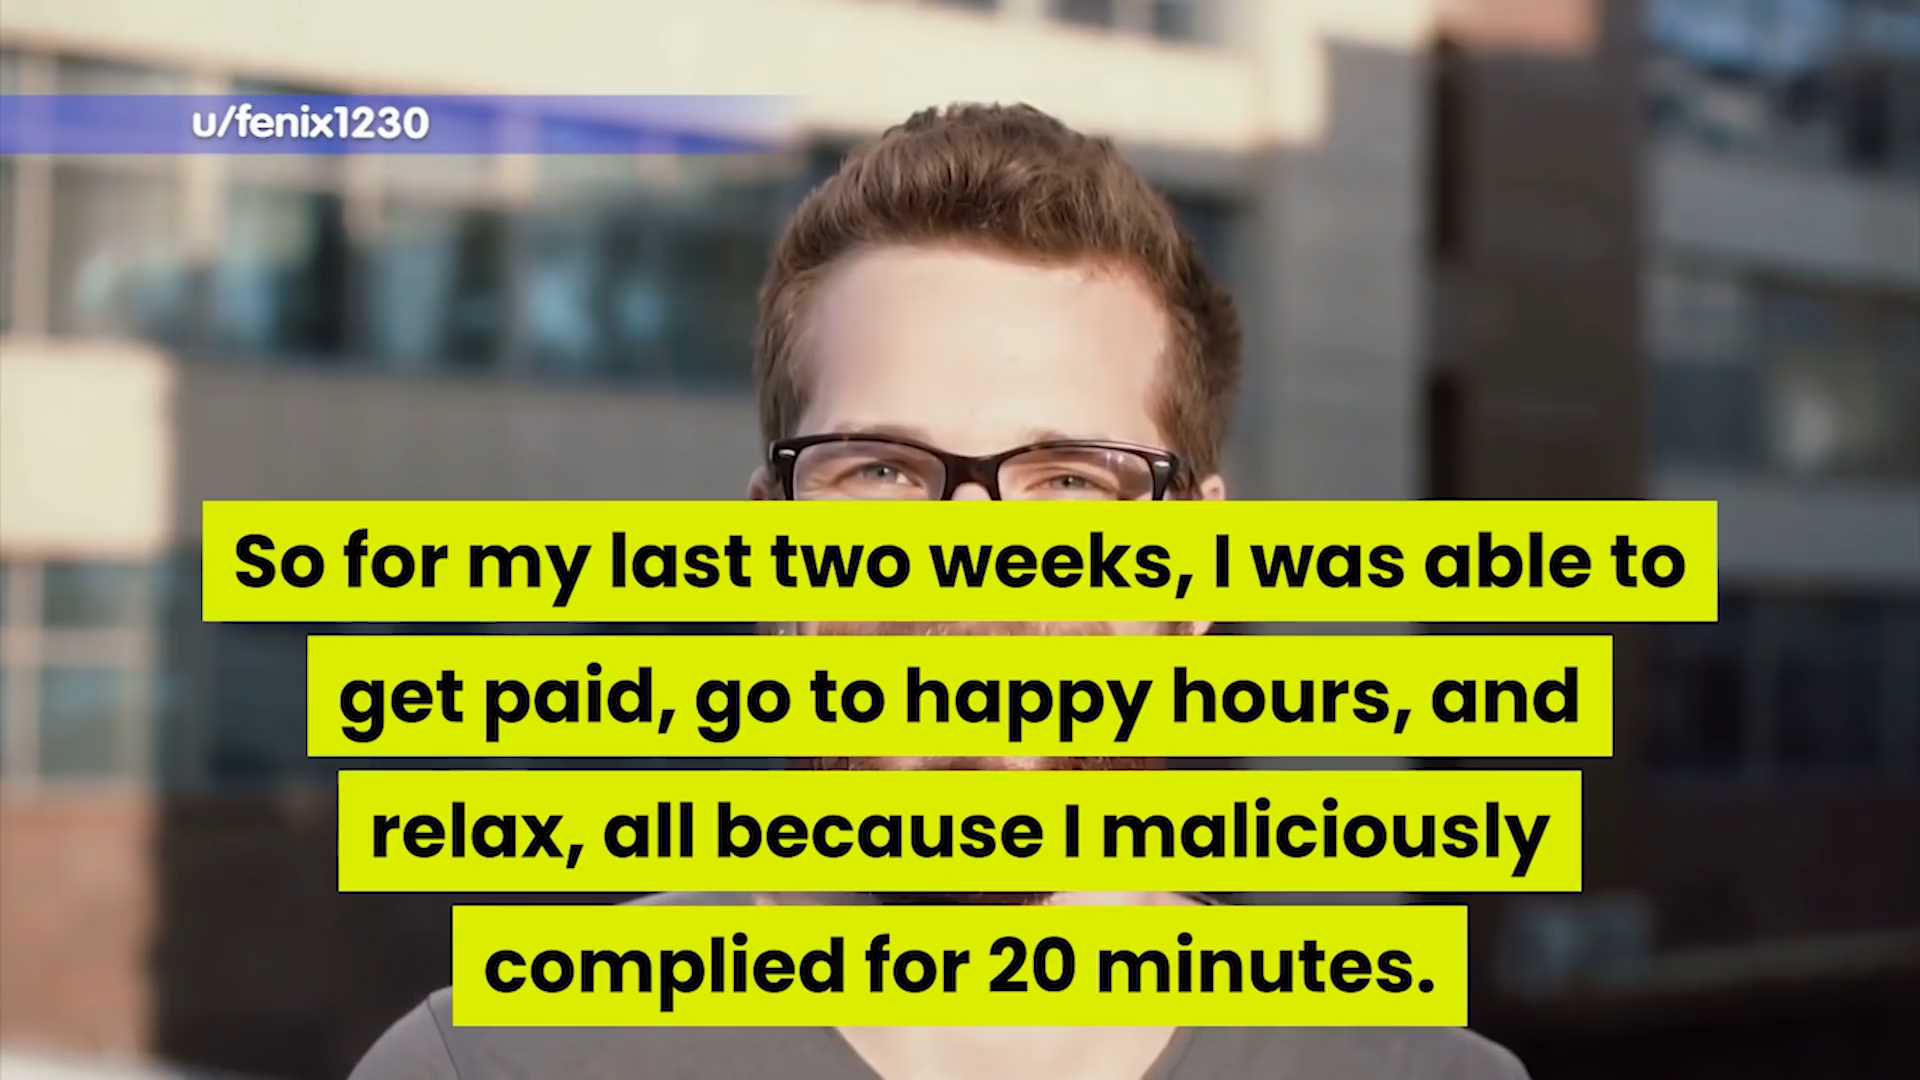 u/fenix1230
So for my last two weeks, I was able to
get paid, go to happy hours, and
relax, all because I maliciously
complied for 20 minutes.